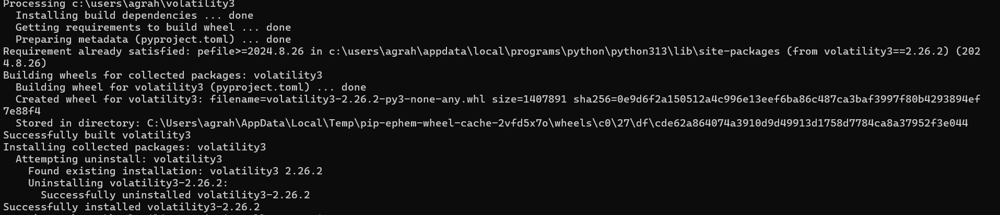 Processing c:\users\agrah\volatility3
Installing build dependencies ... done
Getting requirements to build wheel ... done
Preparing metadata (pyproject.toml) ... done
Requirement already satisfied: pefile>=2024.8.26 in c:\users\agrah\appdata\local\programs\python\python313\lib\site-packages (from volatility3==2.26.2) (202
4.8.26)
Building wheels for collected packages: volatility3
Building wheel for volatility3 (pyproject.toml) ... done
Created wheel for volatility3: filename=volatility3-2.26.2-py3-none-any.whl size=1407891 sha256=0e9d6f2a150512a4c996e13eef6ba86c487ca3baf3997f80b4293894ef
7e88f4
Stored in directory: C:\Users\agrah\AppData\Local\Temp\pip-ephem-wheel-cache-2vfd5x7o\wheels\c0\27\df\cde62a864074a3910d9d49913d1758d7784ca8a37952f3e044
Successfully built volatility3
Installing collected packages: volatility3
Attempting uninstall: volatility3
Found existing installation: volatility3 2.26.2
Uninstalling volatility3-2.26.2:
Successfully uninstalled volatility3-2.26.2
Successfully installed volatility3-2.26.2